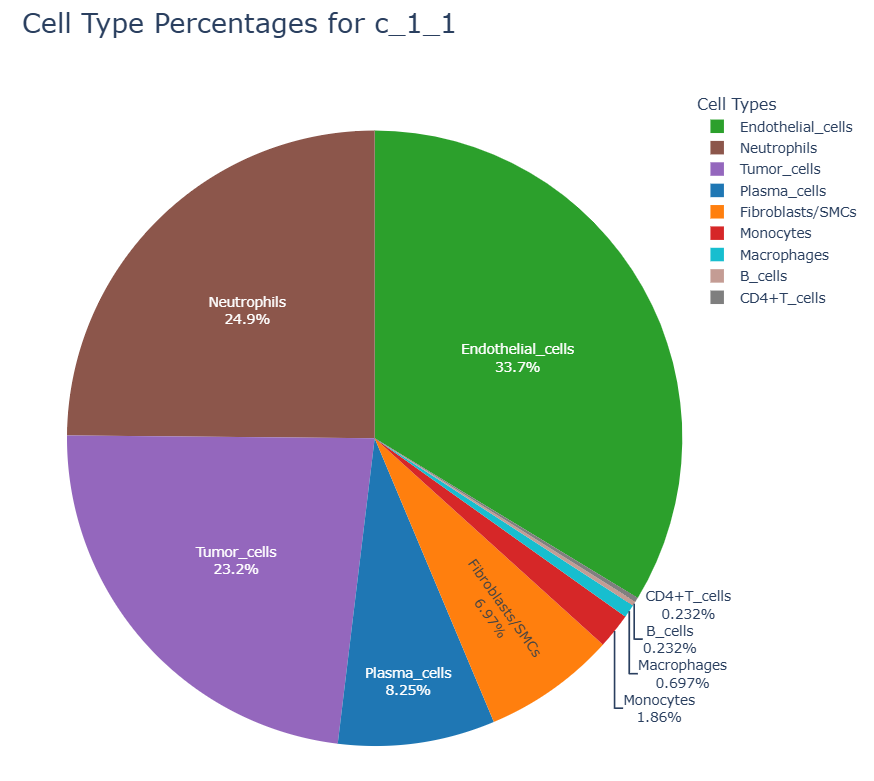 Cell Type Percentages for c_1_1
Cell Types
Endothelial_cells
Neutrophils
Tumor_cells
Plasma_cells
Fibroblasts/SMCs
Monocytes
Macrophages
B_cells
CD4+T_cells
Neutrophils
24.9%
Endothelial_cells
33.7%
Tumor_cells
23.2%
Fibroblasts/SMCs
6.97%
Plasma_cells
8.25%
CD4+T_cells
0.232%
B_cells
0.232%
Macrophages
0.697%
Monocytes
1.86%